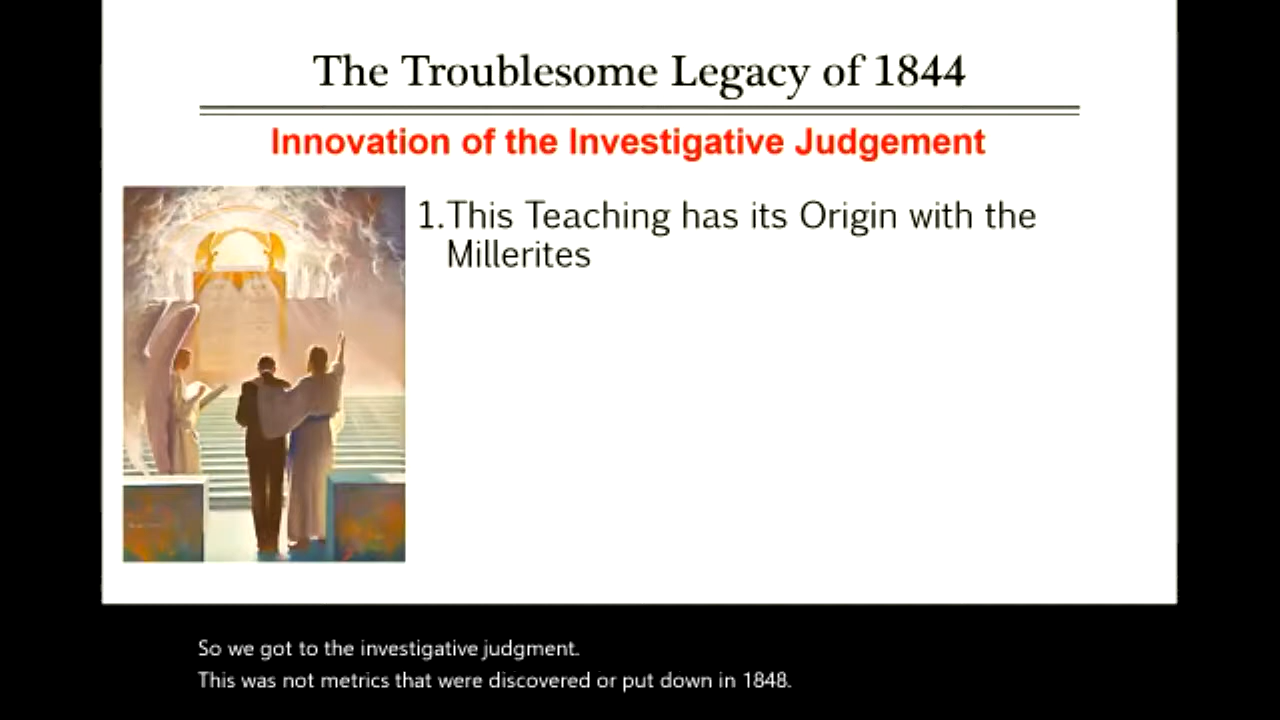 The Troublesome Legacy of 1844
Innovation of the Investigative Judgement
1.This Teaching has its Origin with the
Millerites
So we got to the investigative judgment.
This was not metrics that were discovered or put down in 1848.